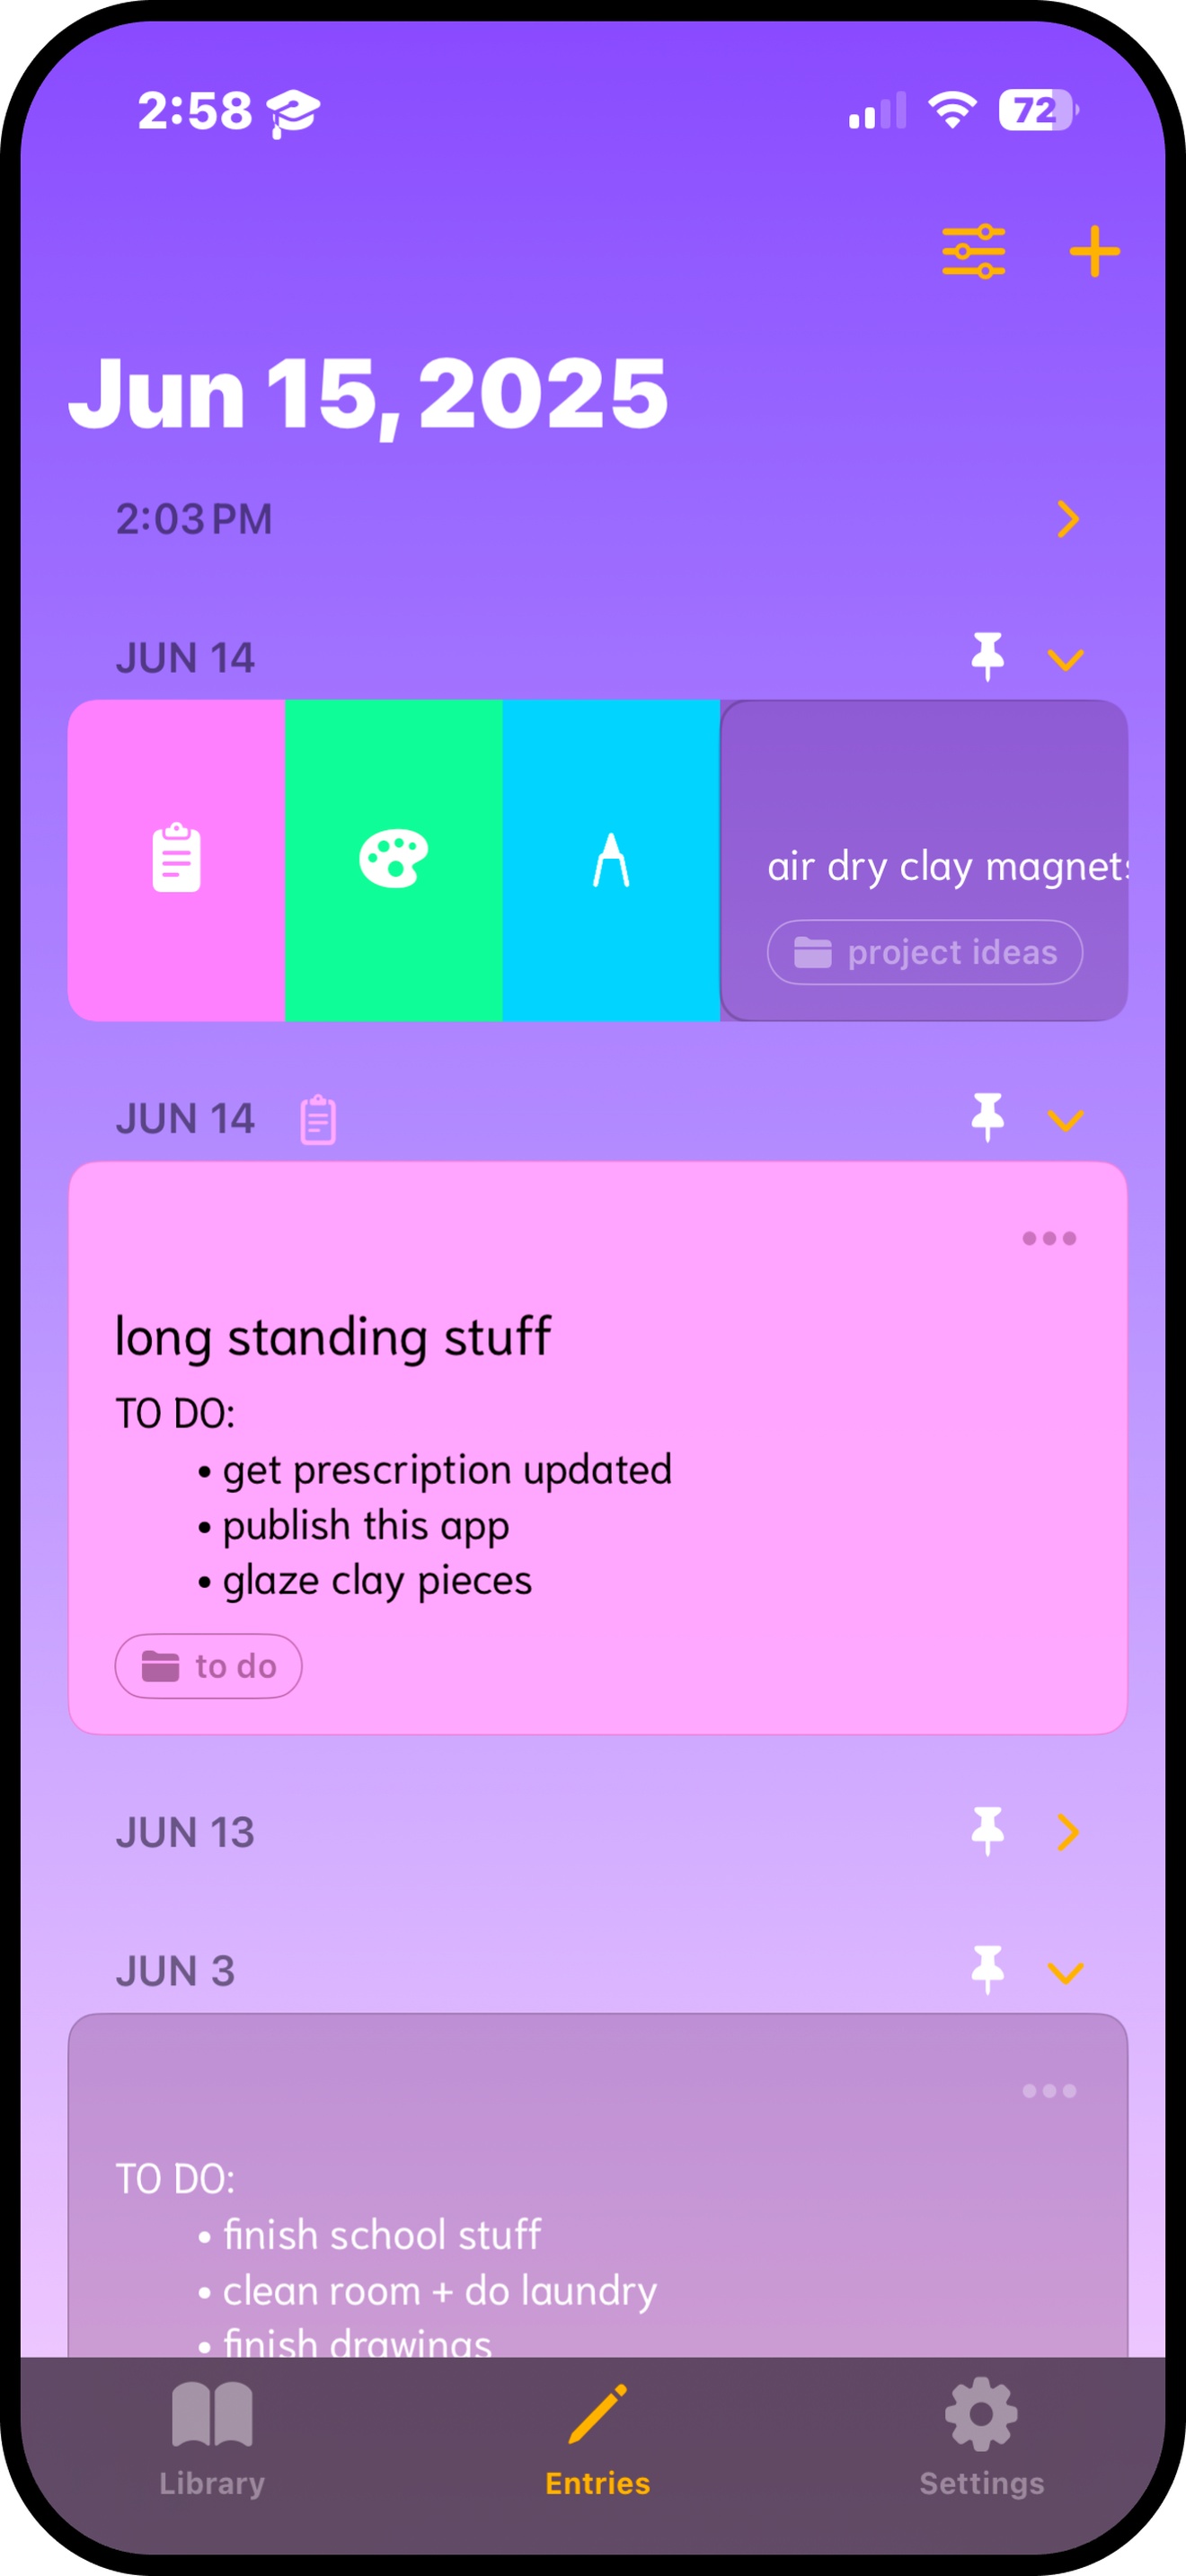 2:58
72
Jun 15, 2025
2:03 PM
JUN 14
air dry clay magnets
project ideas
JUN 14
long standing stuff
TO DO:
• get prescription updated
• publish this app
• glaze clay pieces
to do
JUN 13
JUN 3
TO DO:
• finish school stuff
• clean room + do laundry
• finish drawings
Library
Entries
Settings